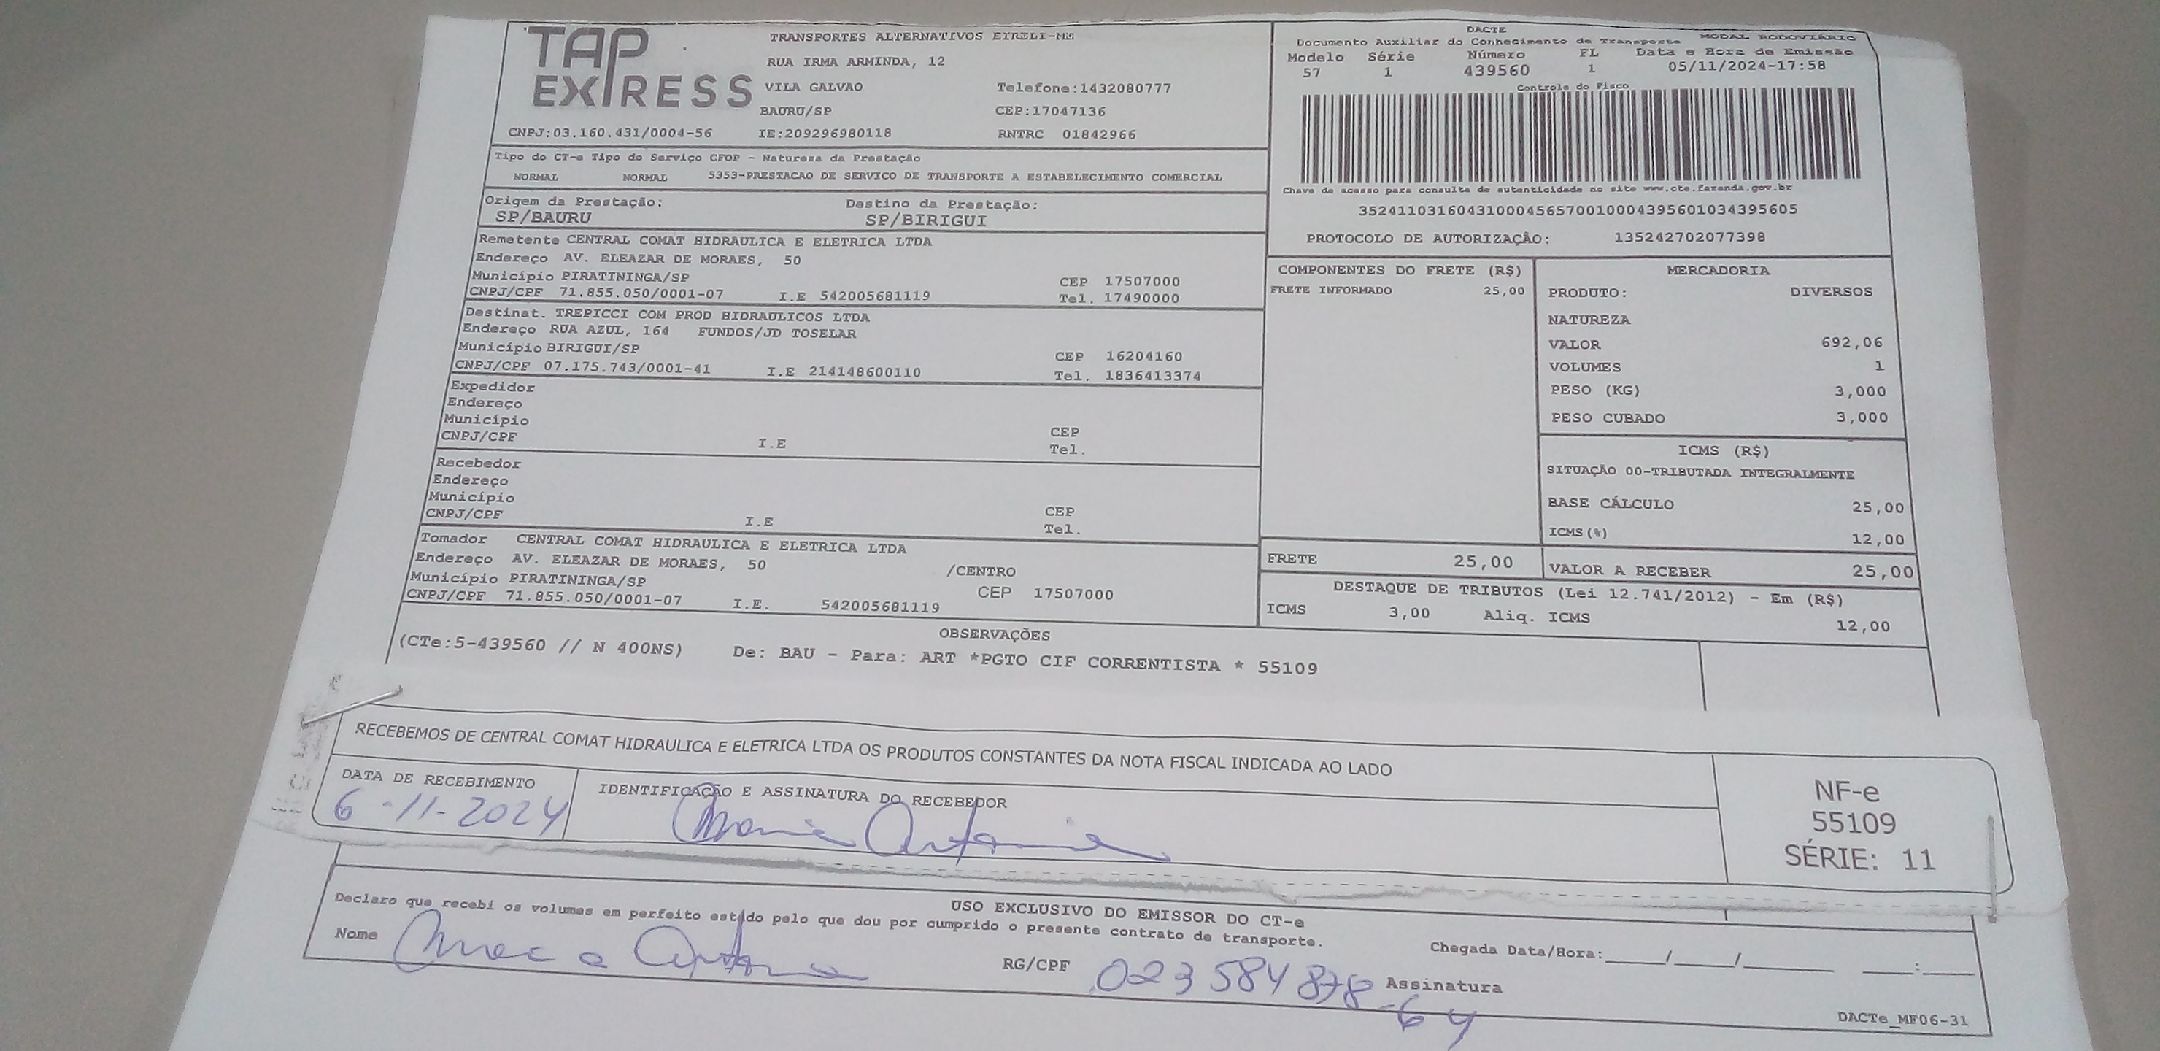 TAP EXPRESS
TRANSPORTES ALTERNATIVOS EIRELI-ME
RUA IRMA ARMINDA, 12
VILA GALVAO Telefone:1432080777
BAURU/SP CEP:17047136
CNPJ:03.160.431/0004-56 IE:209296980118 RNTRC 01842966
DACTE
Documento Auxiliar do Conhecimento de Transporte MODAL RODOVIÁRIO
Modelo Série Número FL Data e Hora de Emissão
57 1 439560 1 05/11/2024-17:58
Controle do Fisco
Tipo do CT-e Tipo do Serviço CFOP - Natureza da Prestação
NORMAL NORMAL 5353-PRESTACAO DE SERVICO DE TRANSPORTE A ESTABELECIMENTO COMERCIAL
Chave de acesso para consulta de autenticidade no site www.cte.fazenda.gov.br
35241103160431000456570010004395601034395605
PROTOCOLO DE AUTORIZAÇÃO: 135242702077398
Origem da Prestação: Destino da Prestação:
SP/BAURU SP/BIRIGUI
Remetente CENTRAL COMAT HIDRAULICA E ELETRICA LTDA
Endereço AV. ELEAZAR DE MORAES, 50
Município PIRATININGA/SP CEP 17507000
CNPJ/CPF 71.855.050/0001-07 I.E 542005681119 Tel. 17490000
Destinat. TREPICCI COM PROD HIDRAULICOS LTDA
Endereço RUA AZUL, 164 FUNDOS/JD TOSELAR
Município BIRIGUI/SP CEP 16204160
CNPJ/CPF 07.175.743/0001-41 I.E 214148600110 Tel. 1836413374
Expedidor
Endereço
Município CEP
CNPJ/CPF I.E Tel.
Recebedor
Endereço
Município CEP
CNPJ/CPF I.E Tel.
Tomador CENTRAL COMAT HIDRAULICA E ELETRICA LTDA
Endereço AV. ELEAZAR DE MORAES, 50 /CENTRO
Município PIRATININGA/SP CEP 17507000
CNPJ/CPF 71.855.050/0001-07 I.E. 542005681119
COMPONENTES DO FRETE (R$)
FRETE INFORMADO 25,00
FRETE 25,00
MERCADORIA
PRODUTO: DIVERSOS
NATUREZA
VALOR 692,06
VOLUMES 1
PESO (KG) 3,000
PESO CUBADO 3,000
ICMS (R$)
SITUAÇÃO 00-TRIBUTADA INTEGRALMENTE
BASE CÁLCULO 25,00
ICMS(%) 12,00
VALOR A RECEBER 25,00
DESTAQUE DE TRIBUTOS (Lei 12.741/2012) - Em (R$)
ICMS 3,00 Aliq. ICMS 12,00
OBSERVAÇÕES
(CTe:5-439560 // N 400NS) De: BAU - Para: ART *PGTO CIF CORRENTISTA * 55109
RECEBEMOS DE CENTRAL COMAT HIDRAULICA E ELETRICA LTDA OS PRODUTOS CONSTANTES DA NOTA FISCAL INDICADA AO LADO
DATA DE RECEBIMENTO IDENTIFICAÇÃO E ASSINATURA DO RECEBEDOR
6-11-2024 Maria Antonia
NF-e
55109
SÉRIE: 11
USO EXCLUSIVO DO EMISSOR DO CT-e
Declaro que recebi os volumes em perfeito estado pelo que dou por cumprido o presente contrato de transporte.
Chegada Data/Hora:_____/_____/_______ ____:____
Nome Maria Antonia RG/CPF 023584878-64 Assinatura
DACTe_MF06-31